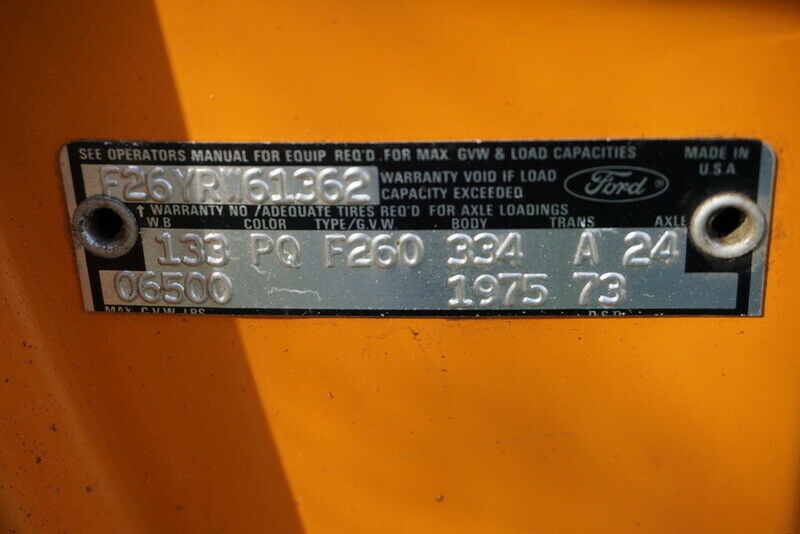 SEE OPERATORS MANUAL FOR EQUIP REQ'D FOR MAX. GVW & LOAD CAPACITIES
MADE IN U.S.A
F26YRW61362
WARRANTY VOID IF LOAD CAPACITY EXCEEDED
Ford ®
↑ WARRANTY NO /ADEQUATE TIRES REQ'D FOR AXLE LOADINGS
W B COLOR TYPE/G.V.W. BODY TRANS AXLE
133 PQ F260 334 A 24
06500 1975 73
MAX. G.V.W. LBS